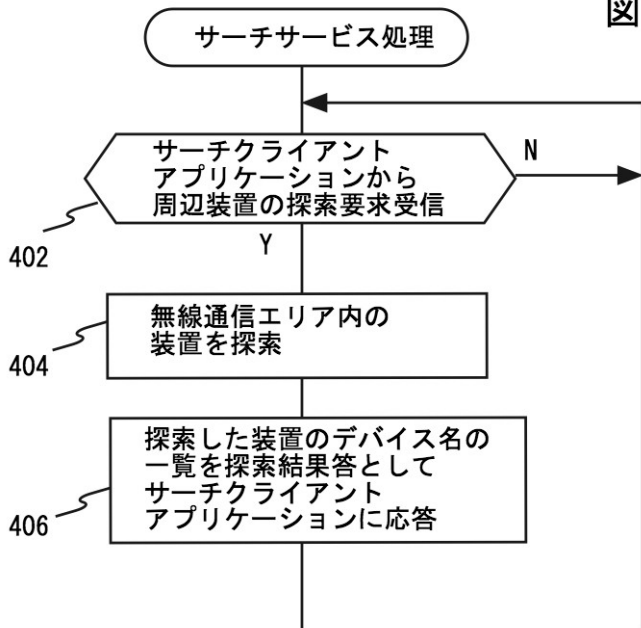 図
サーチサービス処理
サーチクライアント
アプリケーションから
周辺装置の探索要求受信
N
402
Y
無線通信エリア内の
装置を探索
404
探索した装置のデバイス名の
一覧を探索結果答として
サーチクライアント
アプリケーションに応答
406